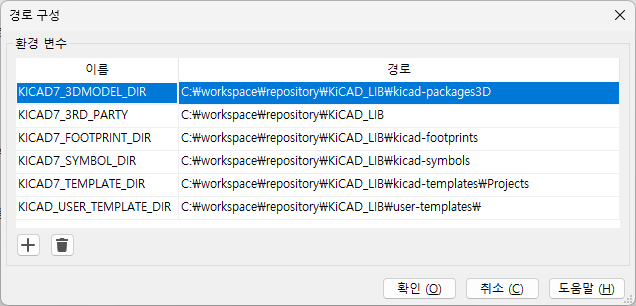 경로 구성
환경 변수
이름 경로
KICAD7_3DMODEL_DIR C:₩workspace₩repository₩KiCAD_LIB₩kicad-packages3D
KICAD7_3RD_PARTY C:₩workspace₩repository₩KiCAD_LIB
KICAD7_FOOTPRINT_DIR C:₩workspace₩repository₩KiCAD_LIB₩kicad-footprints
KICAD7_SYMBOL_DIR C:₩workspace₩repository₩KiCAD_LIB₩kicad-symbols
KICAD7_TEMPLATE_DIR C:₩workspace₩repository₩KiCAD_LIB₩kicad-templates₩Projects
KICAD_USER_TEMPLATE_DIR C:₩workspace₩repository₩KiCAD_LIB₩user-templates₩
확인 (O) 취소 (C) 도움말 (H)